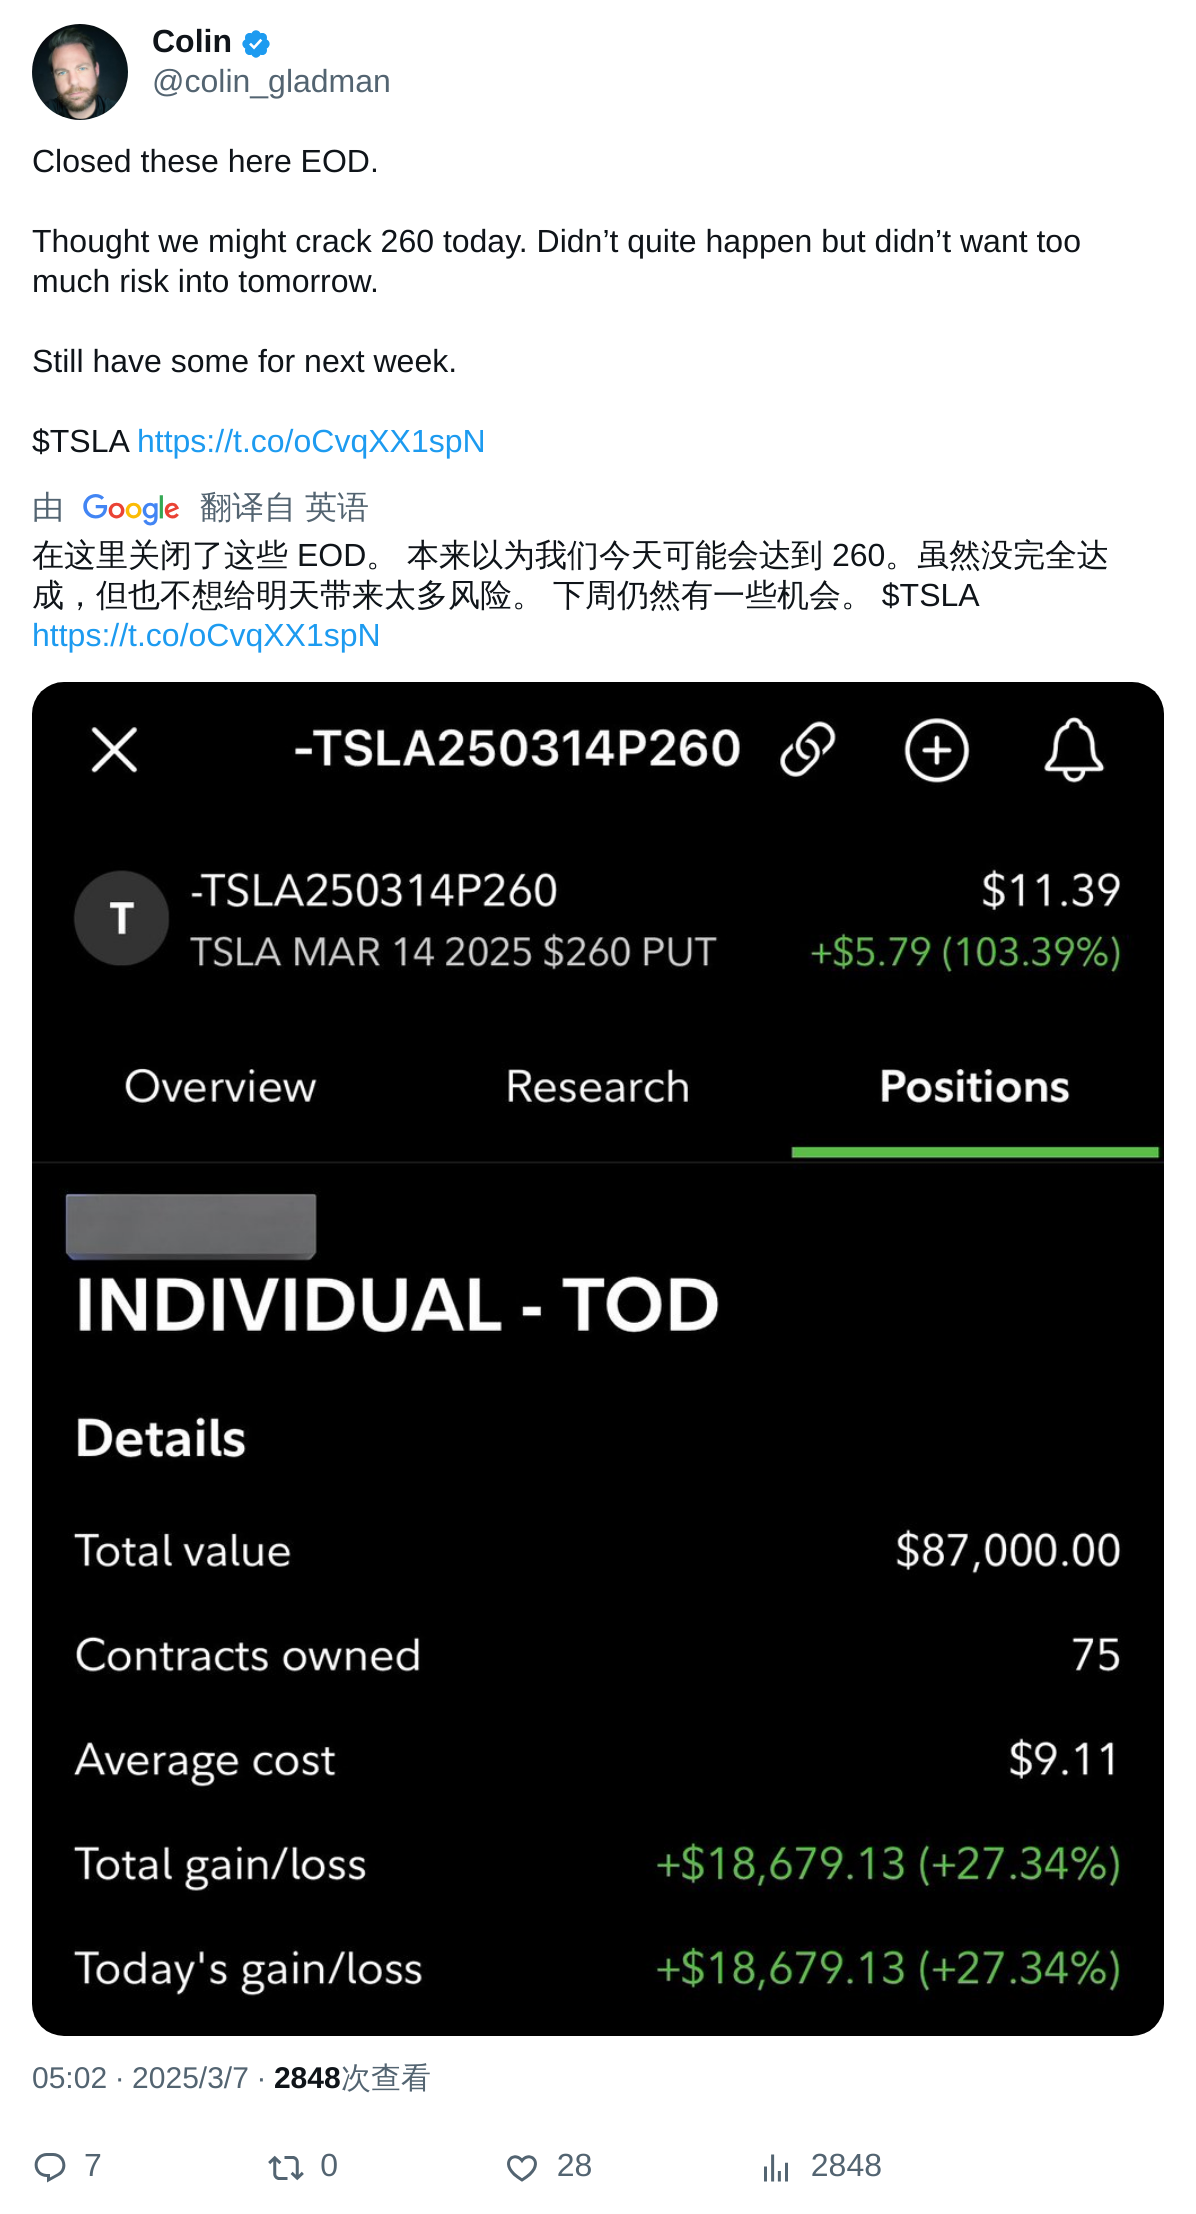 Colin
@colin_gladman
Closed these here EOD.
Thought we might crack 260 today. Didn’t quite happen but didn’t want too
much risk into tomorrow.
Still have some for next week.
$TSLA https://t.co/oCvqXX1spN
由 Google 翻译自 英语
在这里关闭了这些 EOD。 本来以为我们今天可能会达到 260。虽然没完全达
成，但也不想给明天带来太多风险。 下周仍然有一些机会。 $TSLA
https://t.co/oCvqXX1spN
-TSLA250314P260
T
-TSLA250314P260 $11.39
TSLA MAR 14 2025 $260 PUT +$5.79 (103.39%)
Overview Research Positions
INDIVIDUAL - TOD
Details
Total value $87,000.00
Contracts owned 75
Average cost $9.11
Total gain/loss +$18,679.13 (+27.34%)
Today's gain/loss +$18,679.13 (+27.34%)
05:02 · 2025/3/7 · 2848次查看
7 0 28 2848